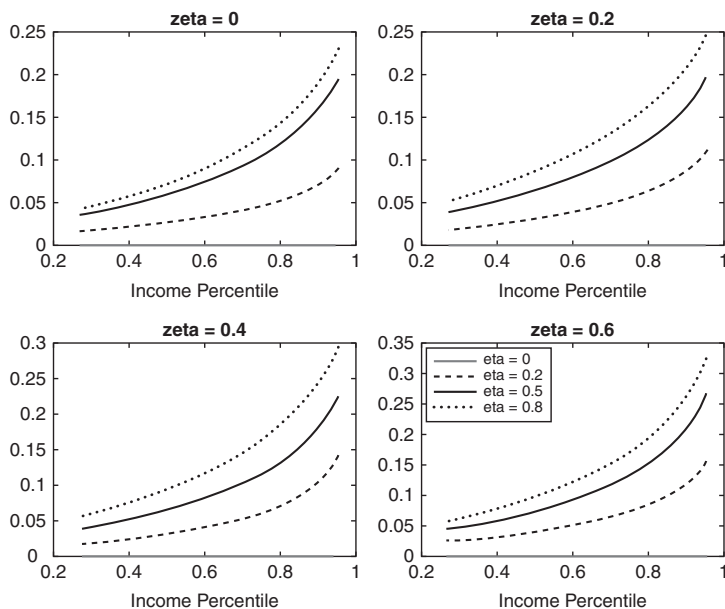 zeta = 0
0.25
0.2
0.15
0.1
0.05
0
0.2 0.4 0.6 0.8 1
Income Percentile
zeta = 0.2
0.25
0.2
0.15
0.1
0.05
0
0.2 0.4 0.6 0.8 1
Income Percentile
zeta = 0.4
0.3
0.25
0.2
0.15
0.1
0.05
0
0.2 0.4 0.6 0.8 1
Income Percentile
zeta = 0.6
0.35
0.3
0.25
0.2
0.15
0.1
0.05
0
eta = 0
eta = 0.2
eta = 0.5
eta = 0.8
0.2 0.4 0.6 0.8 1
Income Percentile